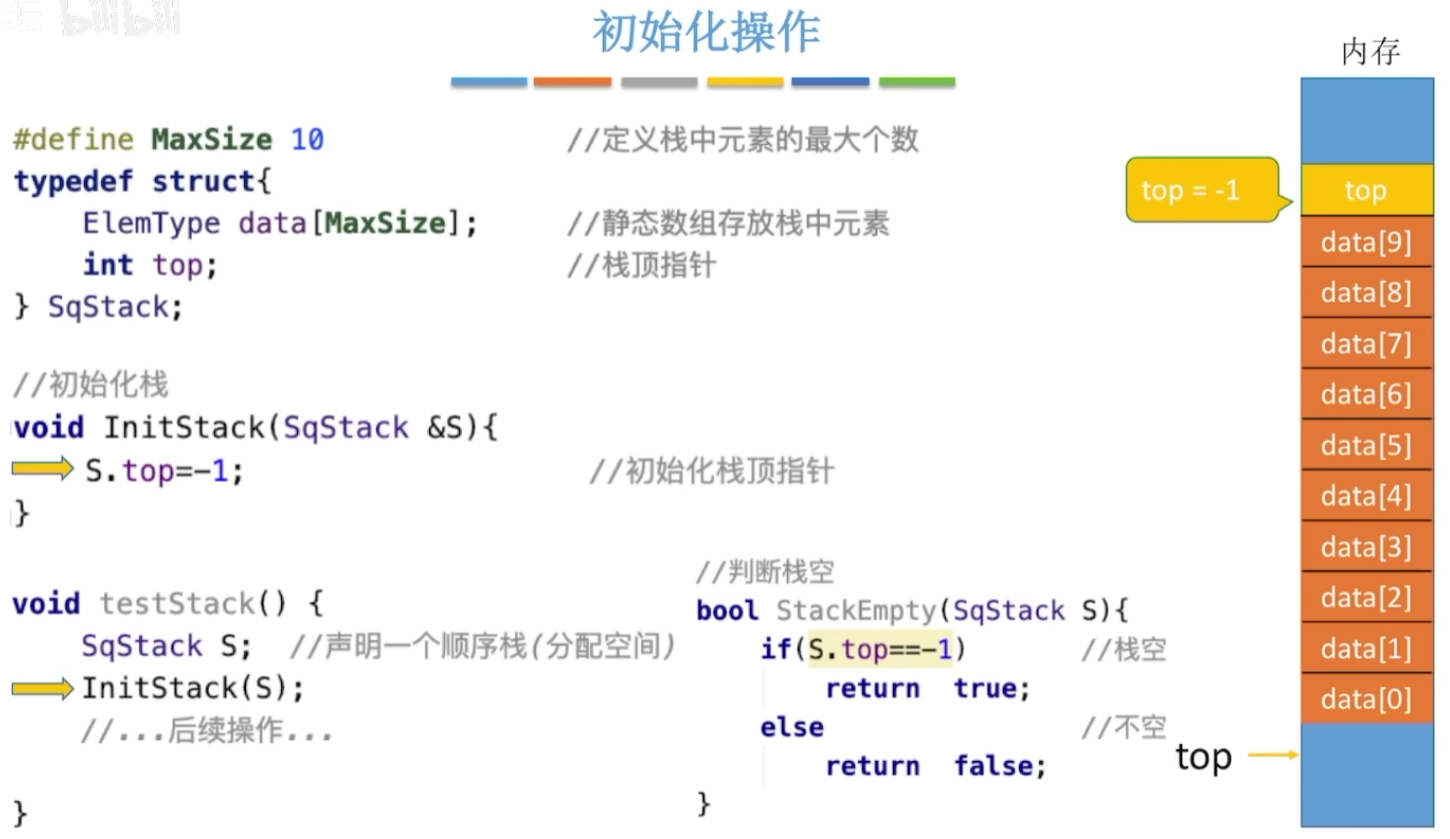 bilibili
初始化操作
#define MaxSize 10 //定义栈中元素的最大个数
typedef struct{
ElemType data[MaxSize]; //静态数组存放栈中元素
int top; //栈顶指针
} SqStack;
//初始化栈
void InitStack(SqStack &S){
S.top=-1; //初始化栈顶指针
}
void testStack() {
SqStack S; //声明一个顺序栈(分配空间)
InitStack(S);
//...后续操作...
}
//判断栈空
bool StackEmpty(SqStack S){
if(S.top==-1) //栈空
return true;
else //不空
return false;
}
内存
top = -1
top
data[9]
data[8]
data[7]
data[6]
data[5]
data[4]
data[3]
data[2]
data[1]
data[0]
top